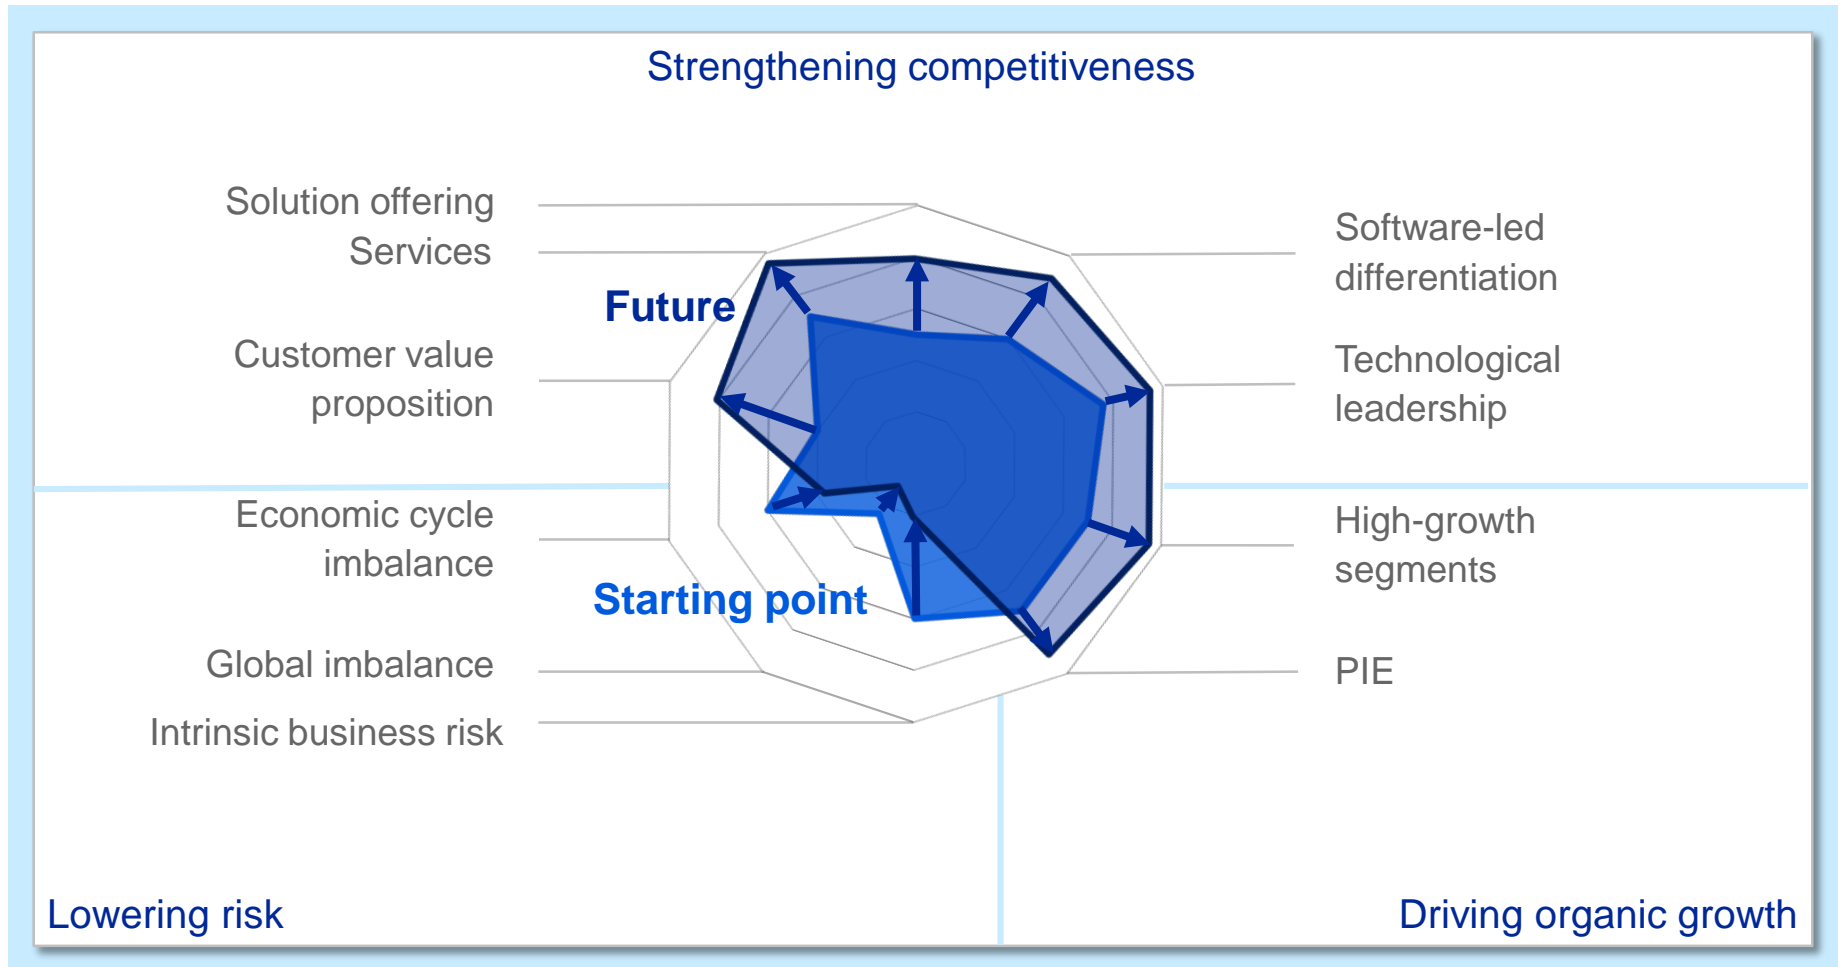 Strengthening competitiveness
Solution offering
Services
Customer value
proposition
Future
Software-led
differentiation
Technological
leadership
Economic cycle
imbalance
Global imbalance
Intrinsic business risk
Starting point
High-growth
segments
PIE
Lowering risk
Driving organic growth